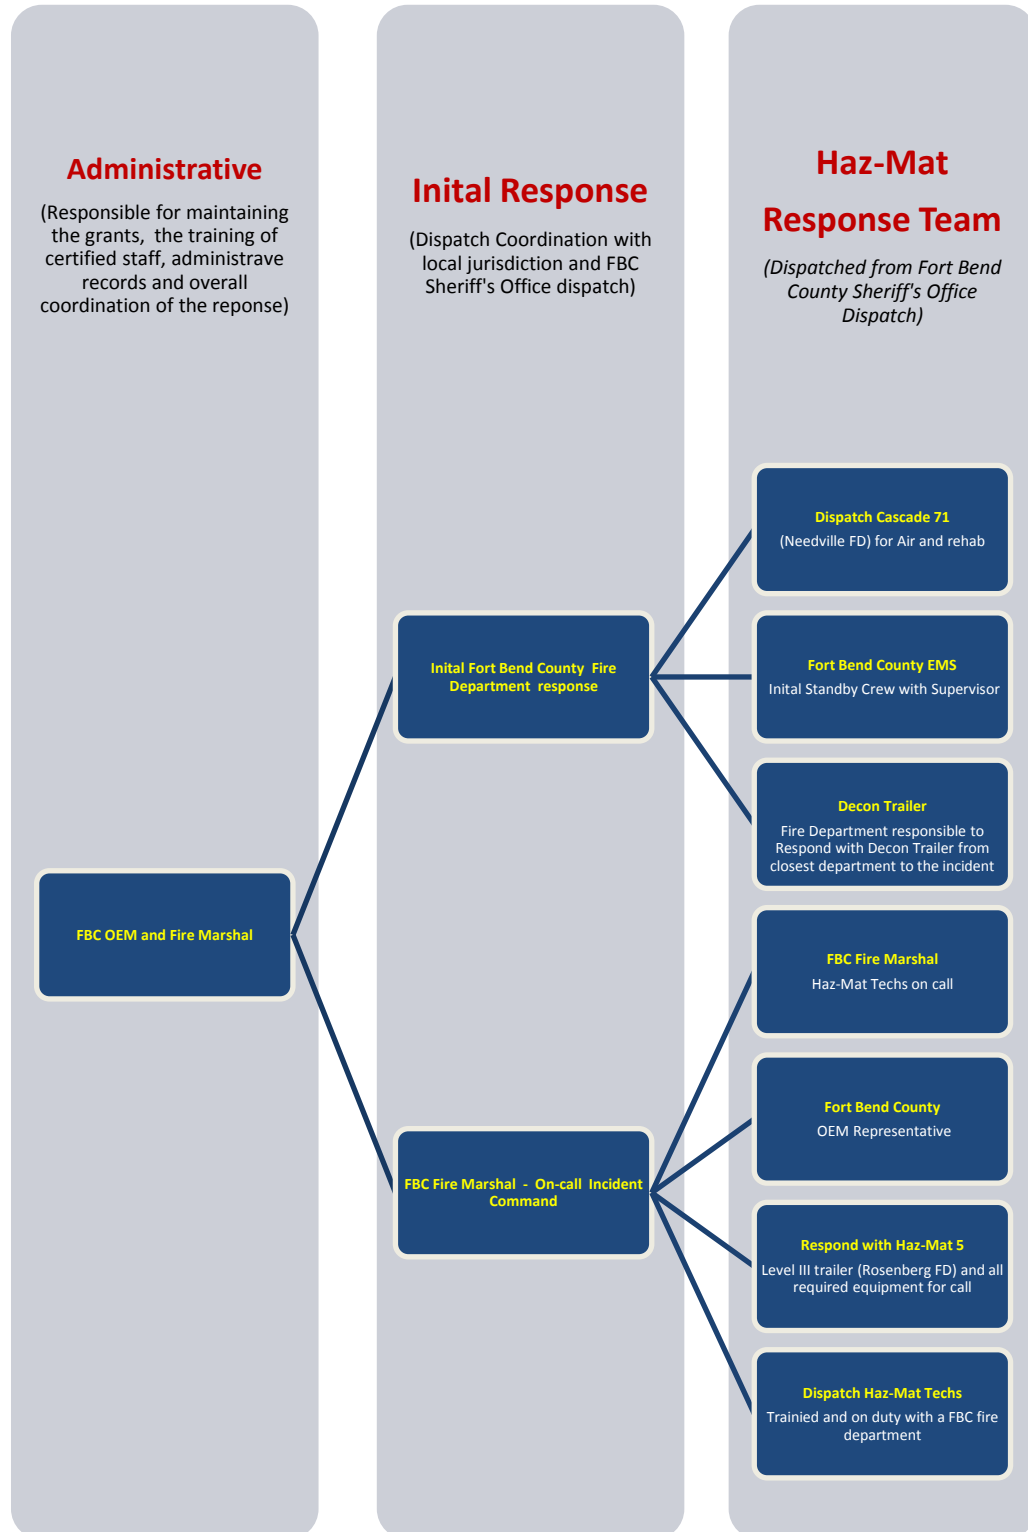 Administrative
(Responsible for maintaining
the grants, the training of
certified staff, administrave
records and overall
coordination of the reponse)
Inital Response
(Dispatch Coordination with
local jurisdiction and FBC
Sheriff's Office dispatch)
Haz-Mat
Response Team
(Dispatched from Fort Bend
County Sheriff's Office
Dispatch)
FBC OEM and Fire Marshal
Inital Fort Bend County Fire
Department response
FBC Fire Marshal - On-call Incident
Command
Dispatch Cascade 71
(Needville FD) for Air and rehab
Fort Bend County EMS
Inital Standby Crew with Supervisor
Decon Trailer
Fire Department responsible to
Respond with Decon Trailer from
closest department to the incident
FBC Fire Marshal
Haz-Mat Techs on call
Fort Bend County
OEM Representative
Respond with Haz-Mat 5
Level III trailer (Rosenberg FD) and all
required equipment for call
Dispatch Haz-Mat Techs
Trainied and on duty with a FBC fire
department